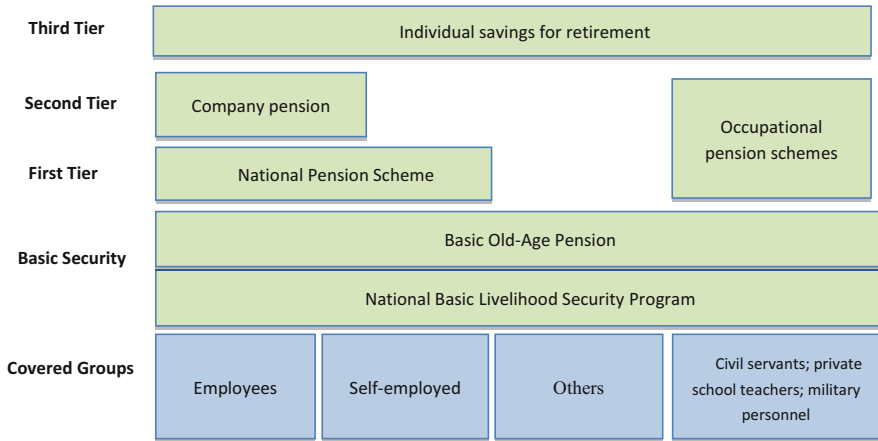 Third Tier
Individual savings for retirement
Second Tier
Company pension
Occupational
pension schemes
First Tier
National Pension Scheme
Basic Old-Age Pension
Basic Security
National Basic Livelihood Security Program
Covered Groups
Employees
Self-employed
Others
Civil servants; private
school teachers; military
personnel